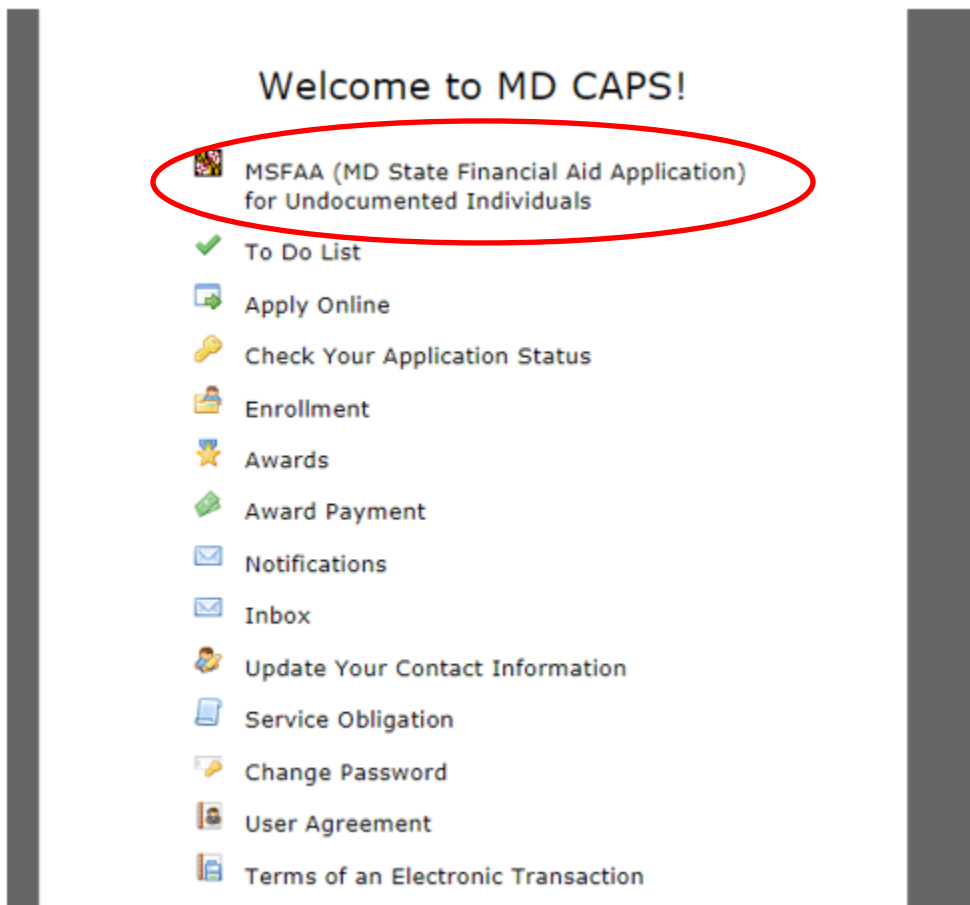 Welcome to MD CAPS!
MSFAA (MD State Financial Aid Application)
for Undocumented Individuals
To Do List
Apply Online
Check Your Application Status
Enrollment
Awards
Award Payment
Notifications
Inbox
Update Your Contact Information
Service Obligation
Change Password
User Agreement
Terms of an Electronic Transaction